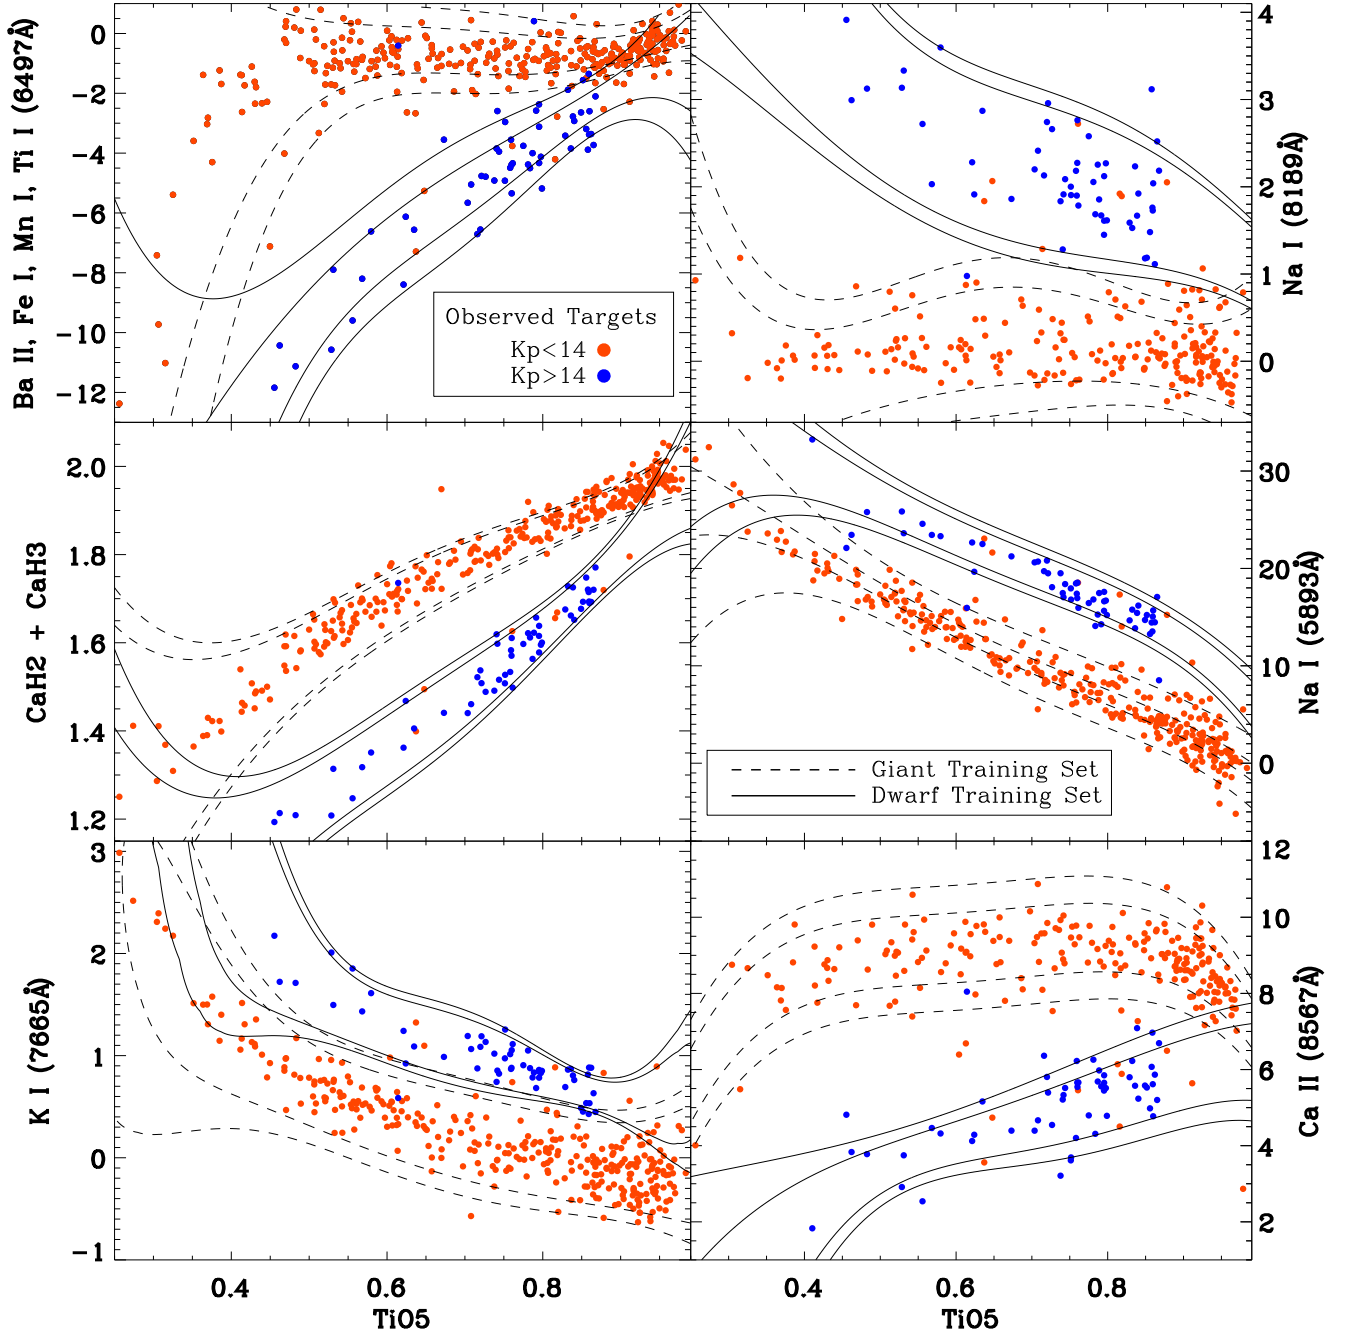 Ba II, Fe I, Mn I, Ti I (6497Å)
0
−2
−4
−6
−8
−10
−12
Observed Targets
Kp<14
Kp>14
4
3
2
1
0
Na I (8189Å)
CaH2 + CaH3
2.0
1.8
1.6
1.4
1.2
30
20
10
0
Na I (5893Å)
Giant Training Set
Dwarf Training Set
K I (7665Å)
3
2
1
0
−1
12
10
8
6
4
2
Ca II (8567Å)
0.4
0.6
0.8
0.4
0.6
0.8
TiO5
TiO5